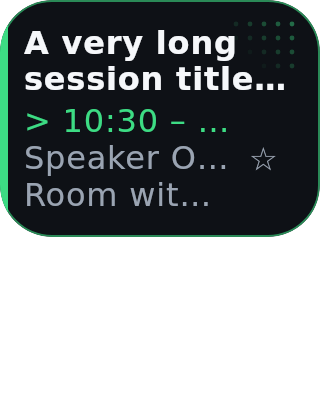 A very long
session title…
> 10:30 – …
Speaker O… ☆
Room wit…